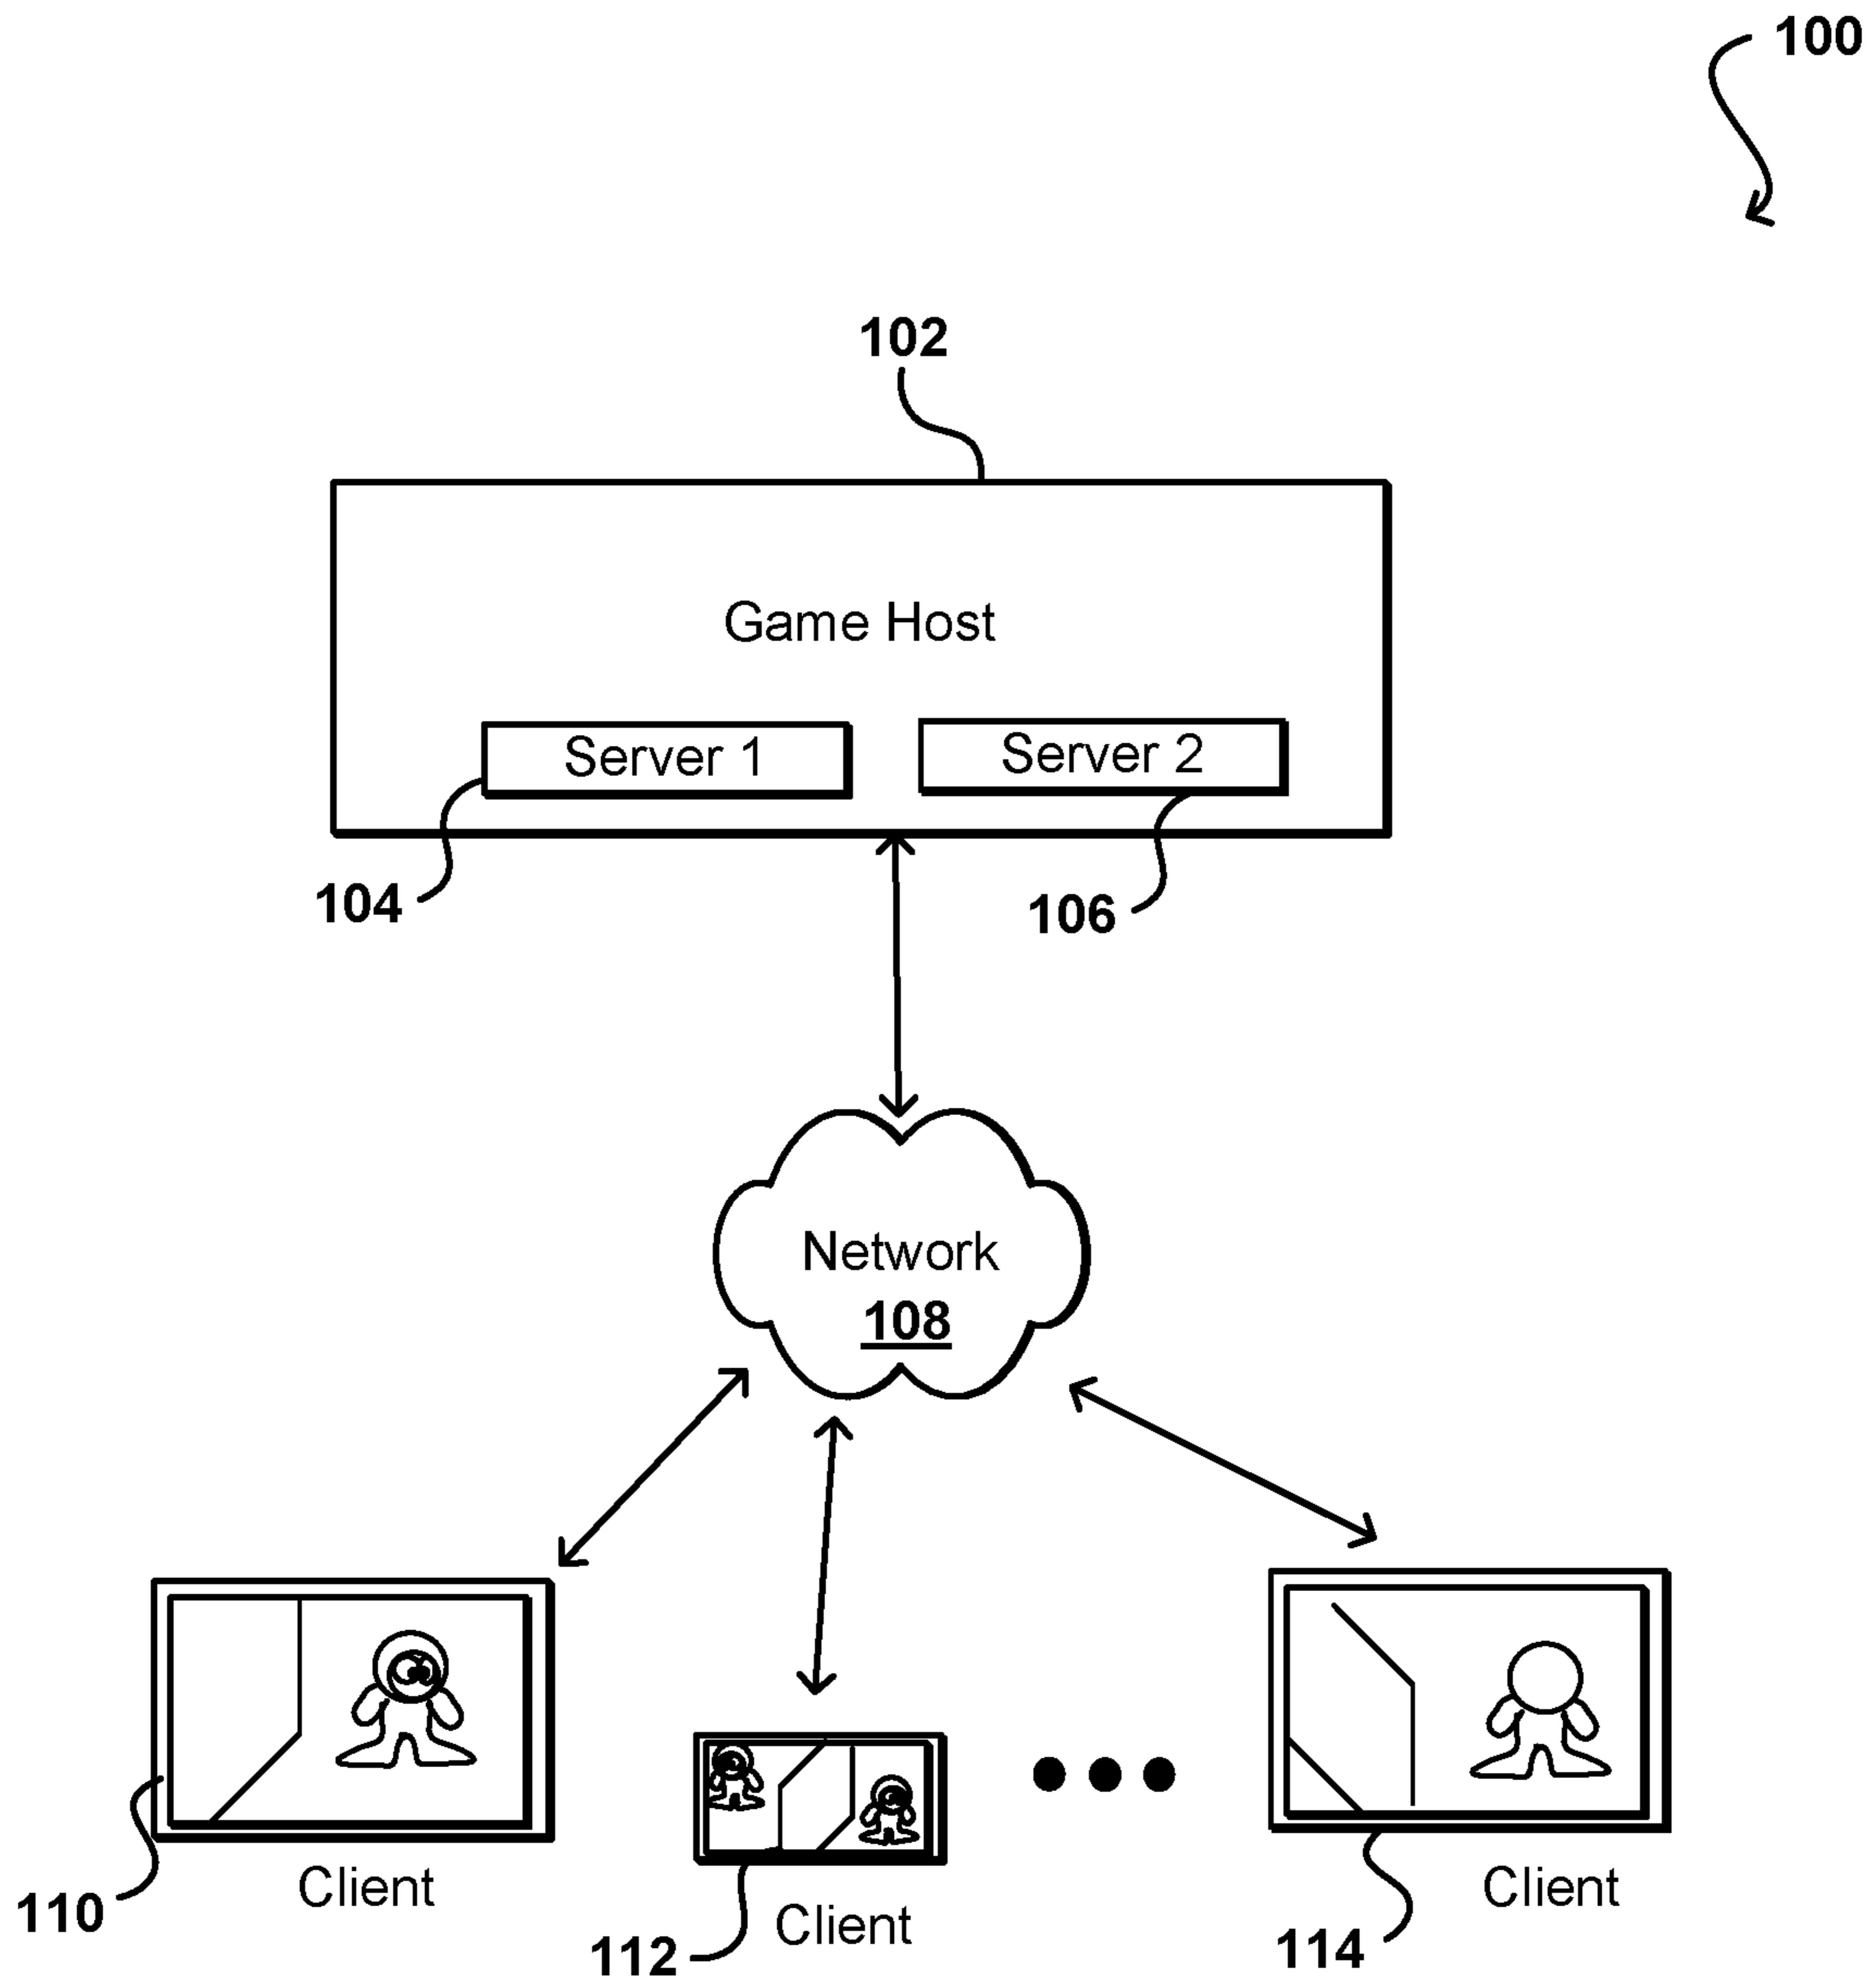 100
102
Game Host
Server 1
Server 2
104
106
Network
108
Client
110
Client
112
Client
114